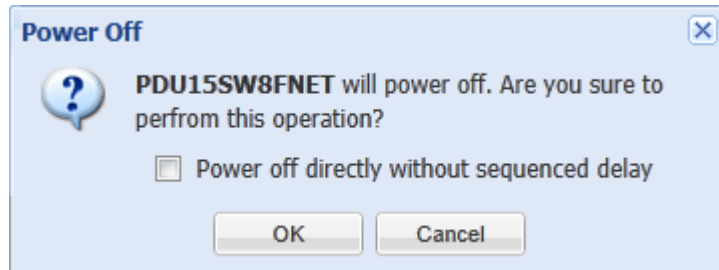 Power Off
PDU15SW8FNET will power off. Are you sure to
perfrom this operation?
Power off directly without sequenced delay
OK Cancel